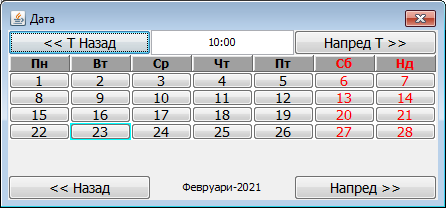 Дата
<< Т Назад 10:00 Напред Т >>
Пн Вт Ср Чт Пт Сб Нд
1 2 3 4 5 6 7
8 9 10 11 12 13 14
15 16 17 18 19 20 21
22 23 24 25 26 27 28
<< Назад Февруари-2021 Напред >>